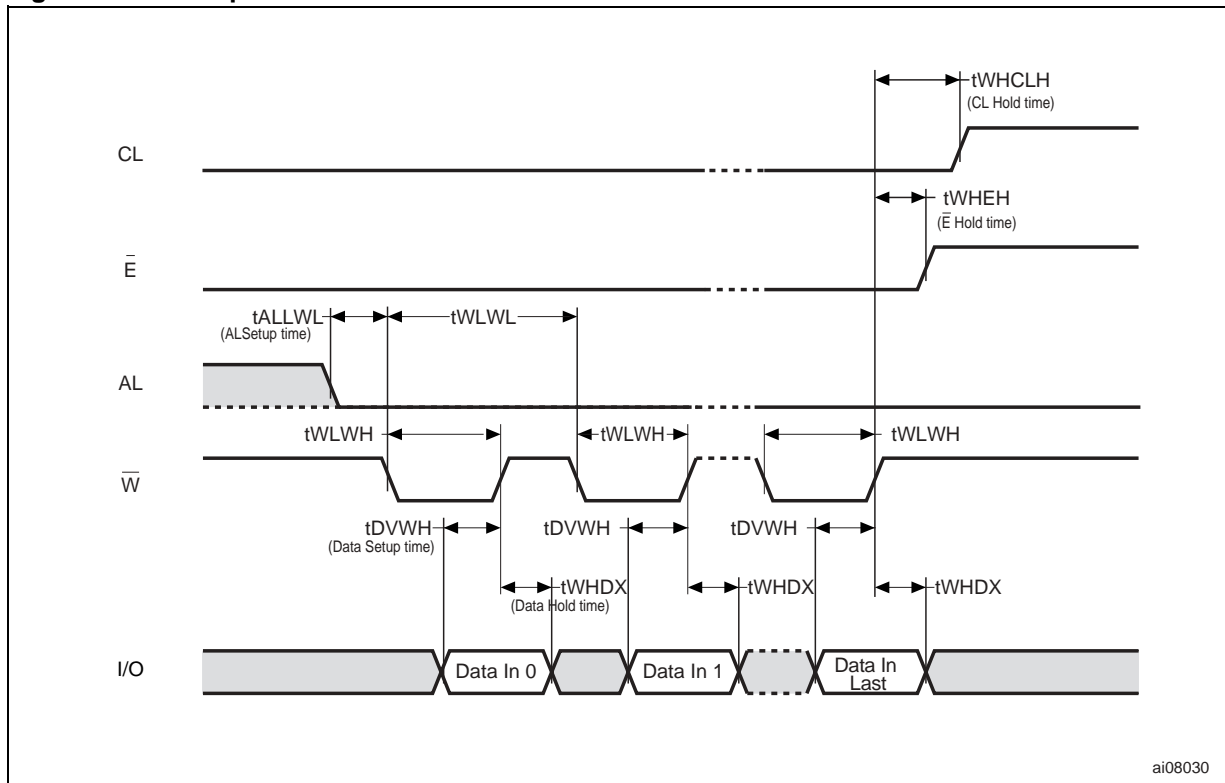 tWHCLH
(CL Hold time)
CL
tWHEH
(E̅ Hold time)
E̅
tALLWL
(ALSetup time)
tWLWL
AL
tWLWH
tWLWH
tWLWH
W̅
tDVWH
(Data Setup time)
tDVWH
tDVWH
tWHDX
(Data Hold time)
tWHDX
tWHDX
I/O
Data In 0
Data In 1
Data In
Last
ai08030